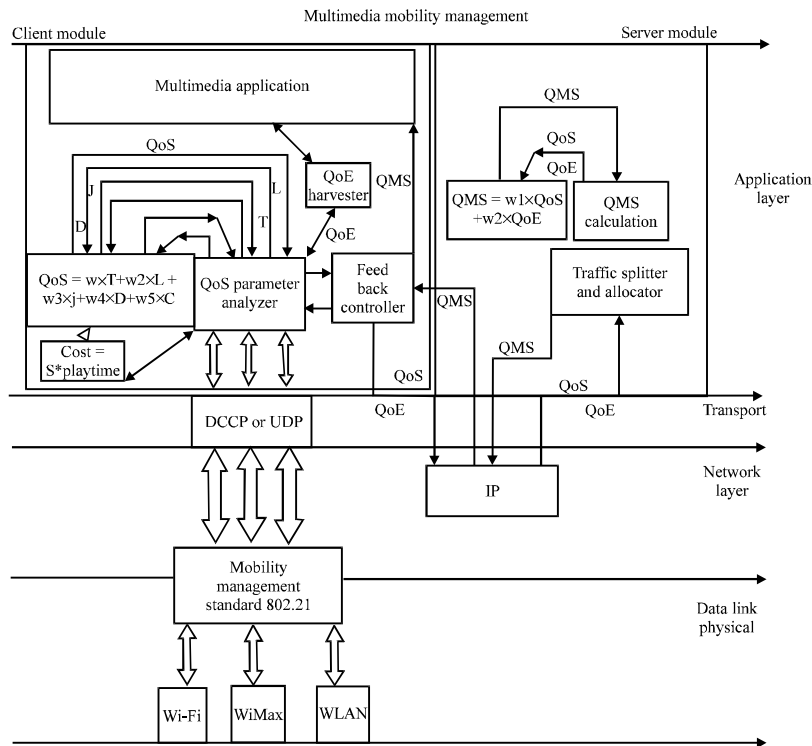 Multimedia mobility management
Client module
Server module
Multimedia application
QMS
QoS
QoS
QoE
QoE
harvester
QMS
J
L
D
T
QoE
QMS = w1×QoS
+w2×QoE
QMS
calculation
Application
layer
QoS = w×T+w2×L +
w3×j+w4×D+w5×C
QoS parameter
analyzer
Feed
back
controller
Traffic splitter
and allocator
QMS
Cost =
S*playtime
QMS
QoS
QoS
QoE
QoE
Transport
DCCP or UDP
Network
layer
IP
Mobility
management
standard 802.21
Data link
physical
Wi-Fi
WiMax
WLAN